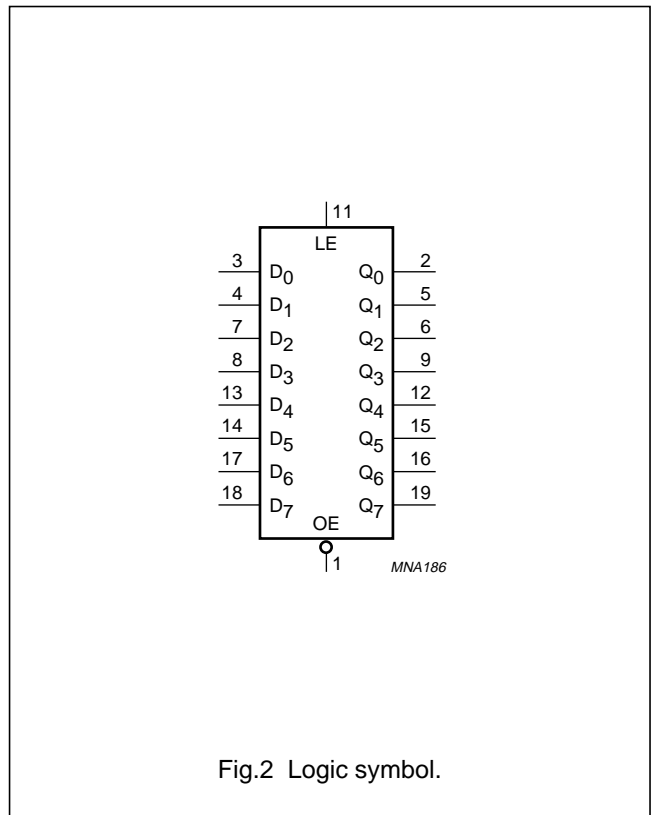 11
LE
3 D0 Q0 2
4 D1 Q1 5
7 D2 Q2 6
8 D3 Q3 9
13 D4 Q4 12
14 D5 Q5 15
17 D6 Q6 16
18 D7 Q7 19
OE
1 MNA186
Fig.2 Logic symbol.